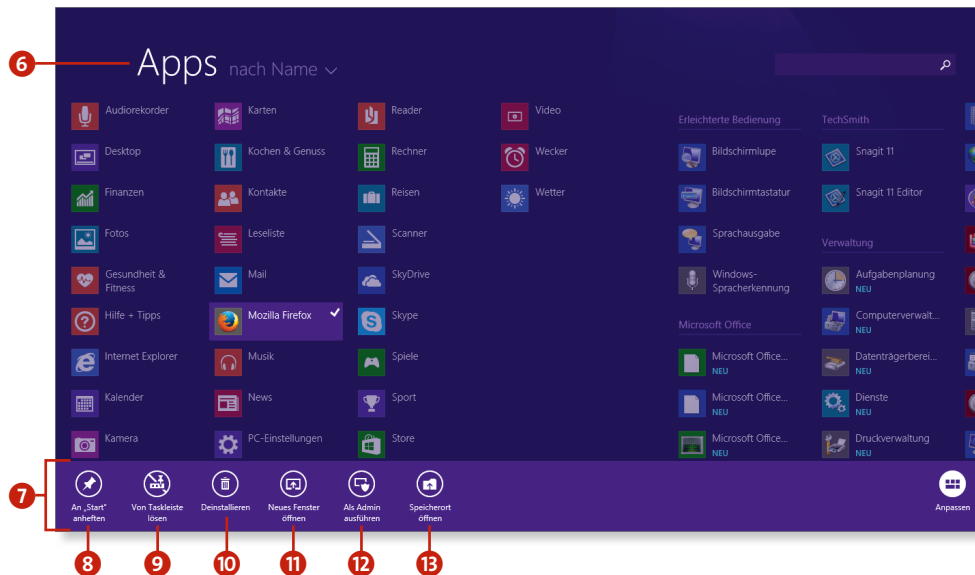 6
Apps nach Name
Audiorekorder
Desktop
Finanzen
Fotos
Gesundheit &
Fitness
Hilfe + Tipps
Internet Explorer
Kalender
Kamera
Karten
Kochen & Genuss
Kontakte
Leseliste
Mail
Mozilla Firefox
Musik
News
PC-Einstellungen
Reader
Rechner
Reisen
Scanner
SkyDrive
Skype
Spiele
Sport
Store
Video
Wecker
Wetter
Erleichterte Bedienung
Bildschirmlupe
Bildschirmtastatur
Sprachausgabe
Windows-
Spracherkennung
Microsoft Office
Microsoft Office...
NEU
Microsoft Office...
NEU
Microsoft Office...
NEU
TechSmith
Snagit 11
Snagit 11 Editor
Verwaltung
Aufgabenplanung
NEU
Computerverwalt...
NEU
Datenträgerberei...
NEU
Dienste
NEU
Druckverwaltung
NEU
7
An „Start"
anheften
Von Taskleiste
lösen
Deinstallieren
Neues Fenster
öffnen
Als Admin
ausführen
Speicherort
öffnen
Anpassen
8
9
10
11
12
13